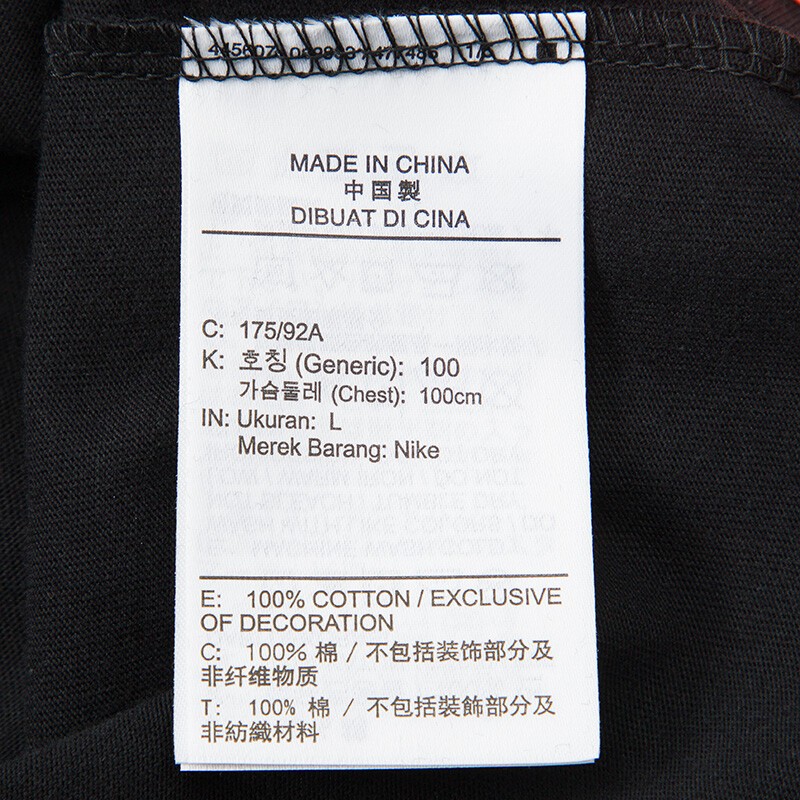 MADE IN CHINA
中国製
DIBUAT DI CINA
C: 175/92A
K: 호칭 (Generic): 100
가슴둘레 (Chest): 100cm
IN: Ukuran: L
Merek Barang: Nike
E: 100% COTTON / EXCLUSIVE
OF DECORATION
C: 100% 棉 / 不包括装饰部分及
非纤维物质
T: 100% 棉 / 不包括裝飾部分及
非紡織材料